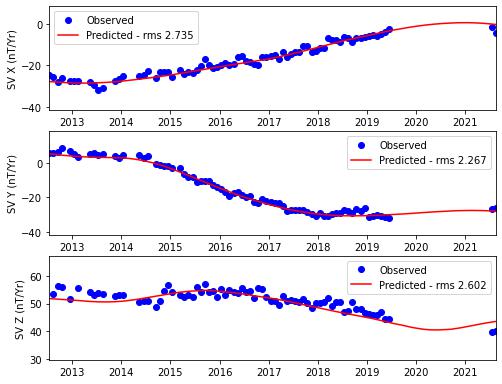 Observed
Predicted - rms 2.735
SV X (nT/Yr)
0
−20
−40
2013 2014 2015 2016 2017 2018 2019 2020 2021
Observed
Predicted - rms 2.267
SV Y (nT/Yr)
0
−20
−40
2013 2014 2015 2016 2017 2018 2019 2020 2021
Observed
Predicted - rms 2.602
SV Z (nT/Yr)
60
50
40
30
2013 2014 2015 2016 2017 2018 2019 2020 2021